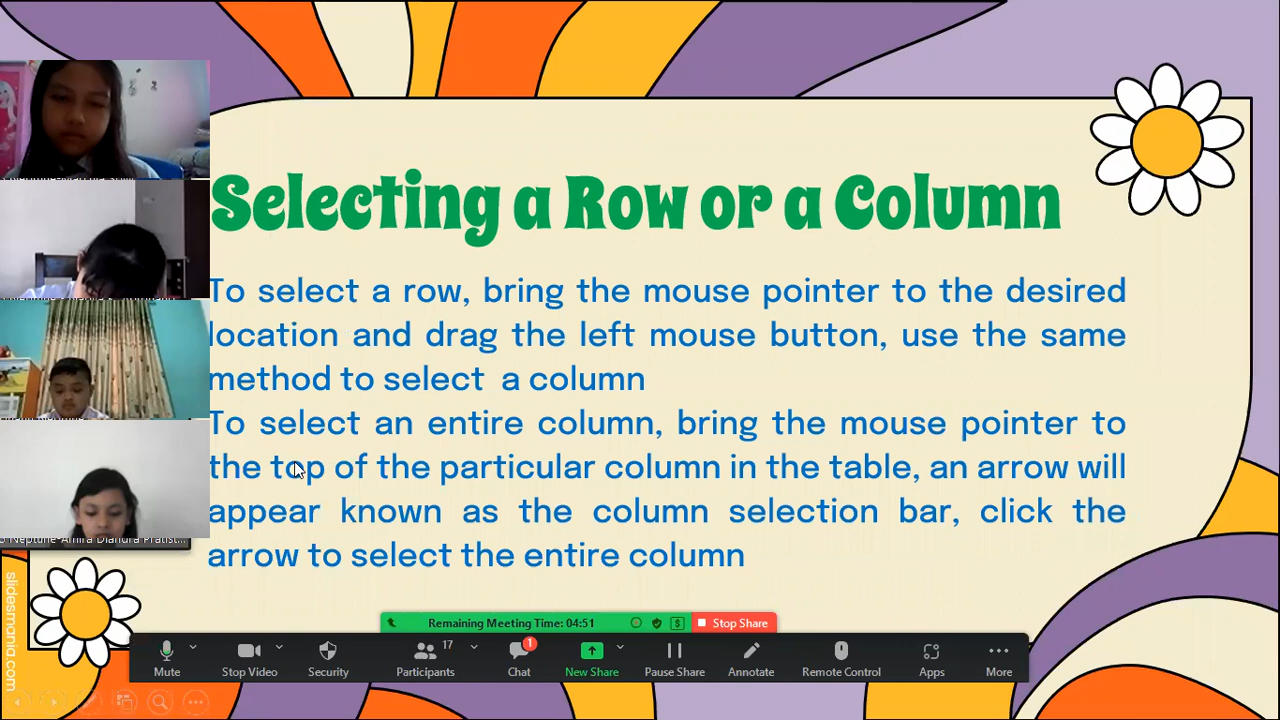 Selecting a Row or a Column
To select a row, bring the mouse pointer to the desired
location and drag the left mouse button, use the same
method to select a column
To select an entire column, bring the mouse pointer to
the top of the particular column in the table, an arrow will
appear known as the column selection bar, click the
arrow to select the entire column
slidesmania.com
Remaining Meeting Time: 04:51
Stop Share
17
1
Mute
Stop Video
Security
Participants
Chat
New Share
Pause Share
Annotate
Remote Control
Apps
More